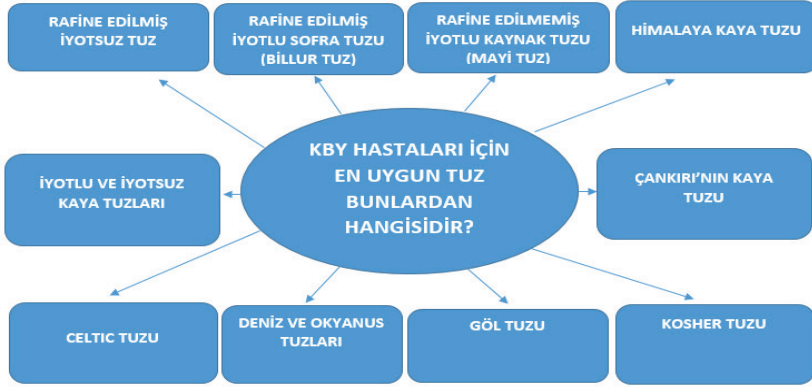 RAFİNE EDİLMİŞ
İYOTSUZ TUZ
RAFİNE EDİLMİŞ
İYOTLU SOFRA TUZU
(BİLLUR TUZ)
RAFİNE EDİLMEMİŞ
İYOTLU KAYNAK TUZU
(MAYİ TUZ)
HİMALAYA KAYA TUZU
İYOTLU VE İYOTSUZ
KAYA TUZLARI
KBY HASTALARI İÇİN
EN UYGUN TUZ
BUNLARDAN
HANGİSİDİR?
ÇANKIRI’NIN KAYA
TUZU
CELTIC TUZU
DENİZ VE OKYANUS
TUZLARI
GÖL TUZU
KOSHER TUZU